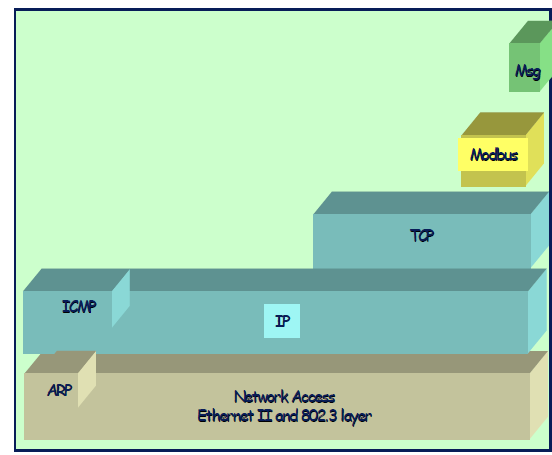 Msg
Modbus
TCP
ICMP
IP
ARP
Network Access
Ethernet II and 802.3 layer